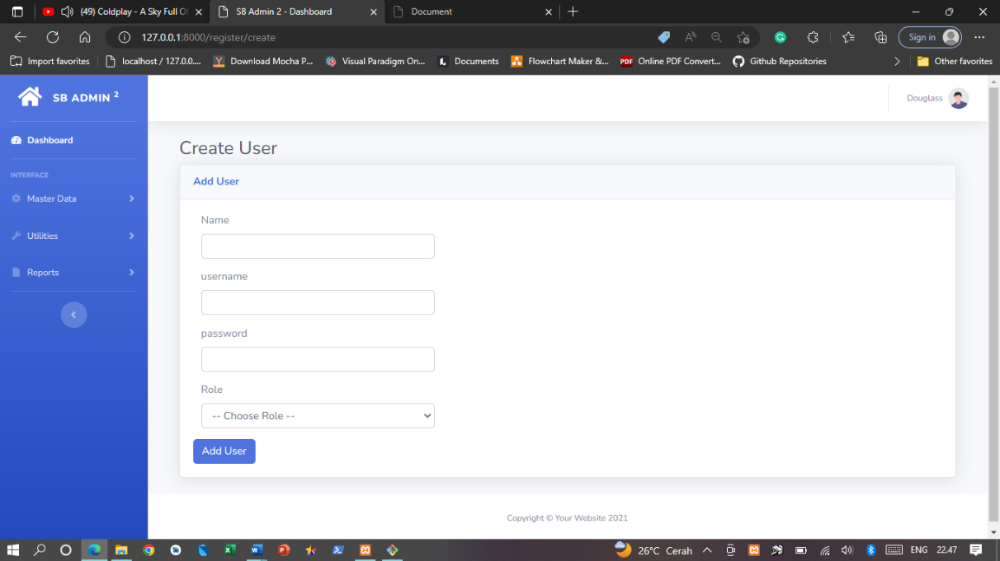 (49) Coldplay - A Sky Full Of
SB Admin 2 - Dashboard
Document
127.0.0.1:8000/register/create
Sign in
Import favorites
localhost / 127.0.0....
Download Mocha P...
Visual Paradigm On...
Documents
Flowchart Maker &...
PDF Online PDF Convert...
Github Repositories
Other favorites
SB ADMIN 2
Douglass
Dashboard
INTERFACE
Master Data
Utilities
Reports
Create User
Add User
Name
username
password
Role
-- Choose Role --
Add User
Copyright © Your Website 2021
26°C Cerah
ENG
22.47